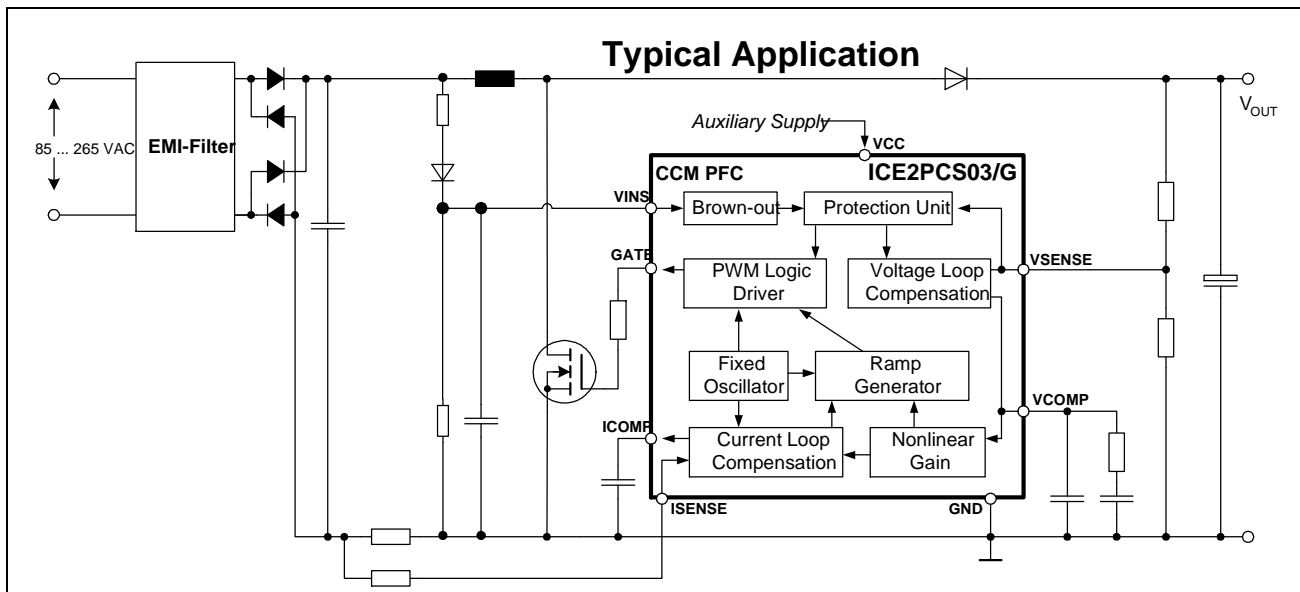 Typical Application
85 ... 265 VAC
EMI-Filter
Auxiliary Supply
VCC
VOUT
CCM PFC
ICE2PCS03/G
VINS
Brown-out
Protection Unit
GATE
PWM Logic
Driver
Voltage Loop
Compensation
VSENSE
Fixed
Oscillator
Ramp
Generator
VCOMP
ICOMP
Current Loop
Compensation
Nonlinear
Gain
ISENSE
GND